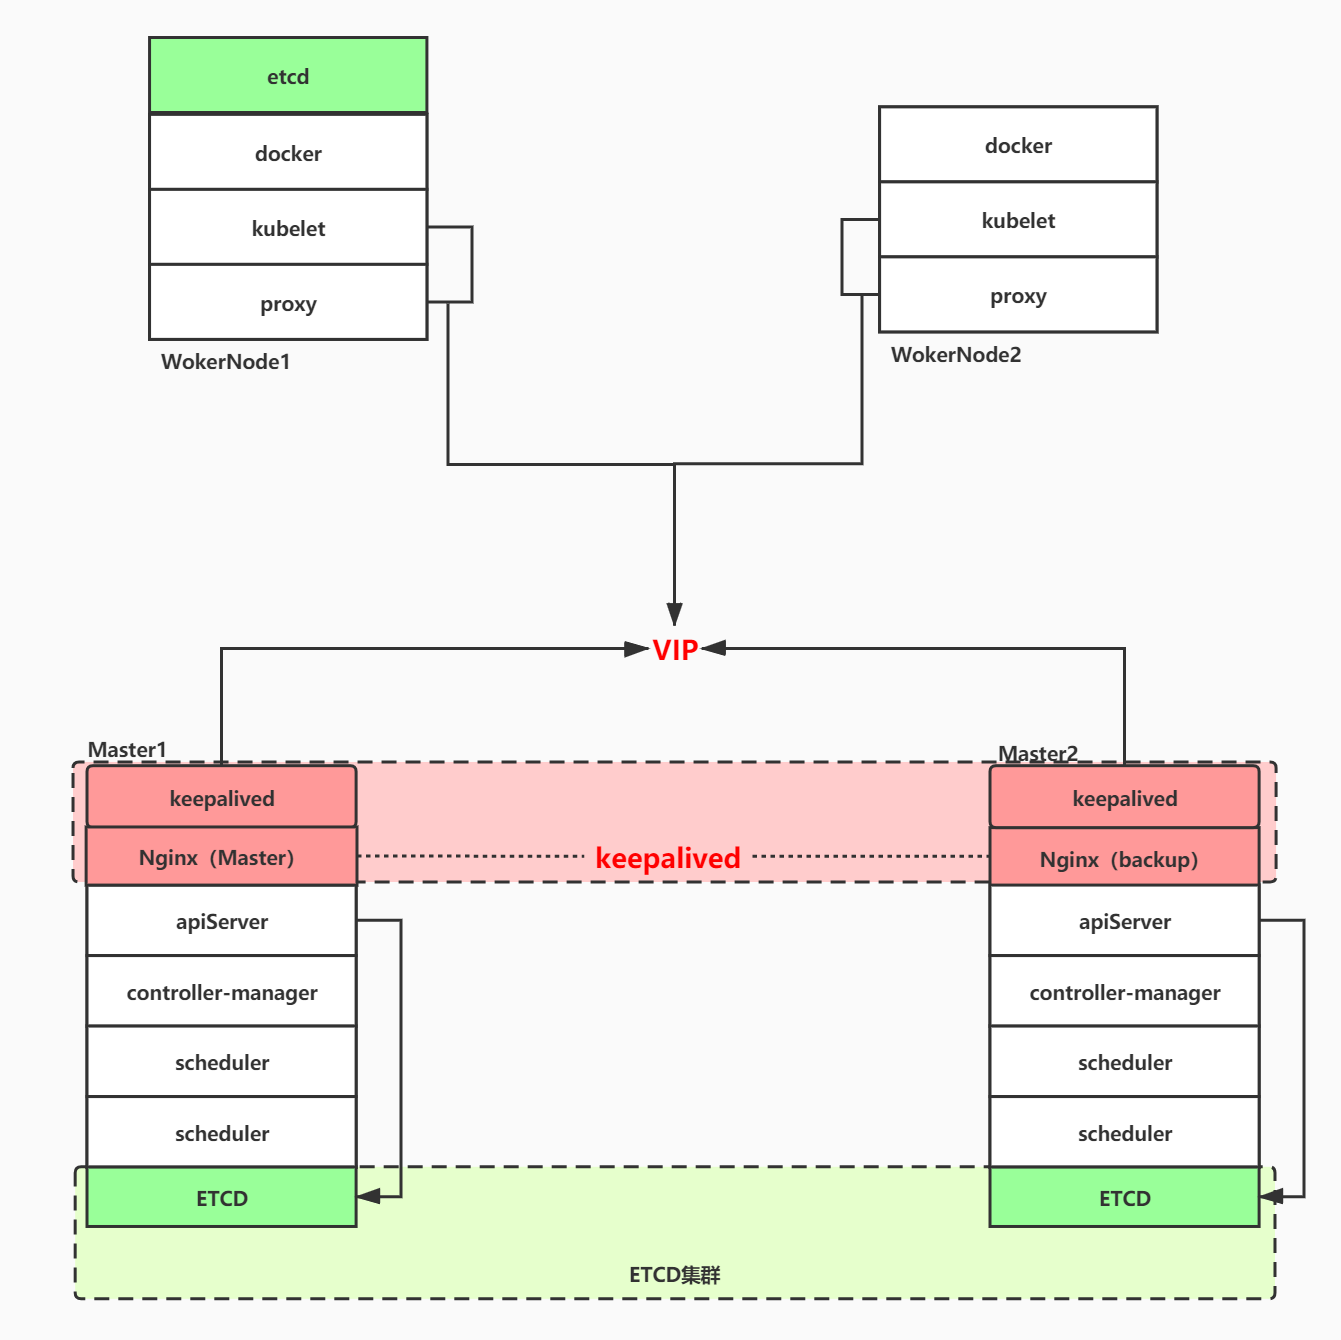 etcd
docker
kubelet
proxy
WokerNode1
docker
kubelet
proxy
WokerNode2
VIP
Master1
keepalived
Nginx（Master）
apiServer
controller-manager
scheduler
scheduler
ETCD
keepalived
Master2
keepalived
Nginx（backup）
apiServer
controller-manager
scheduler
scheduler
ETCD
ETCD集群